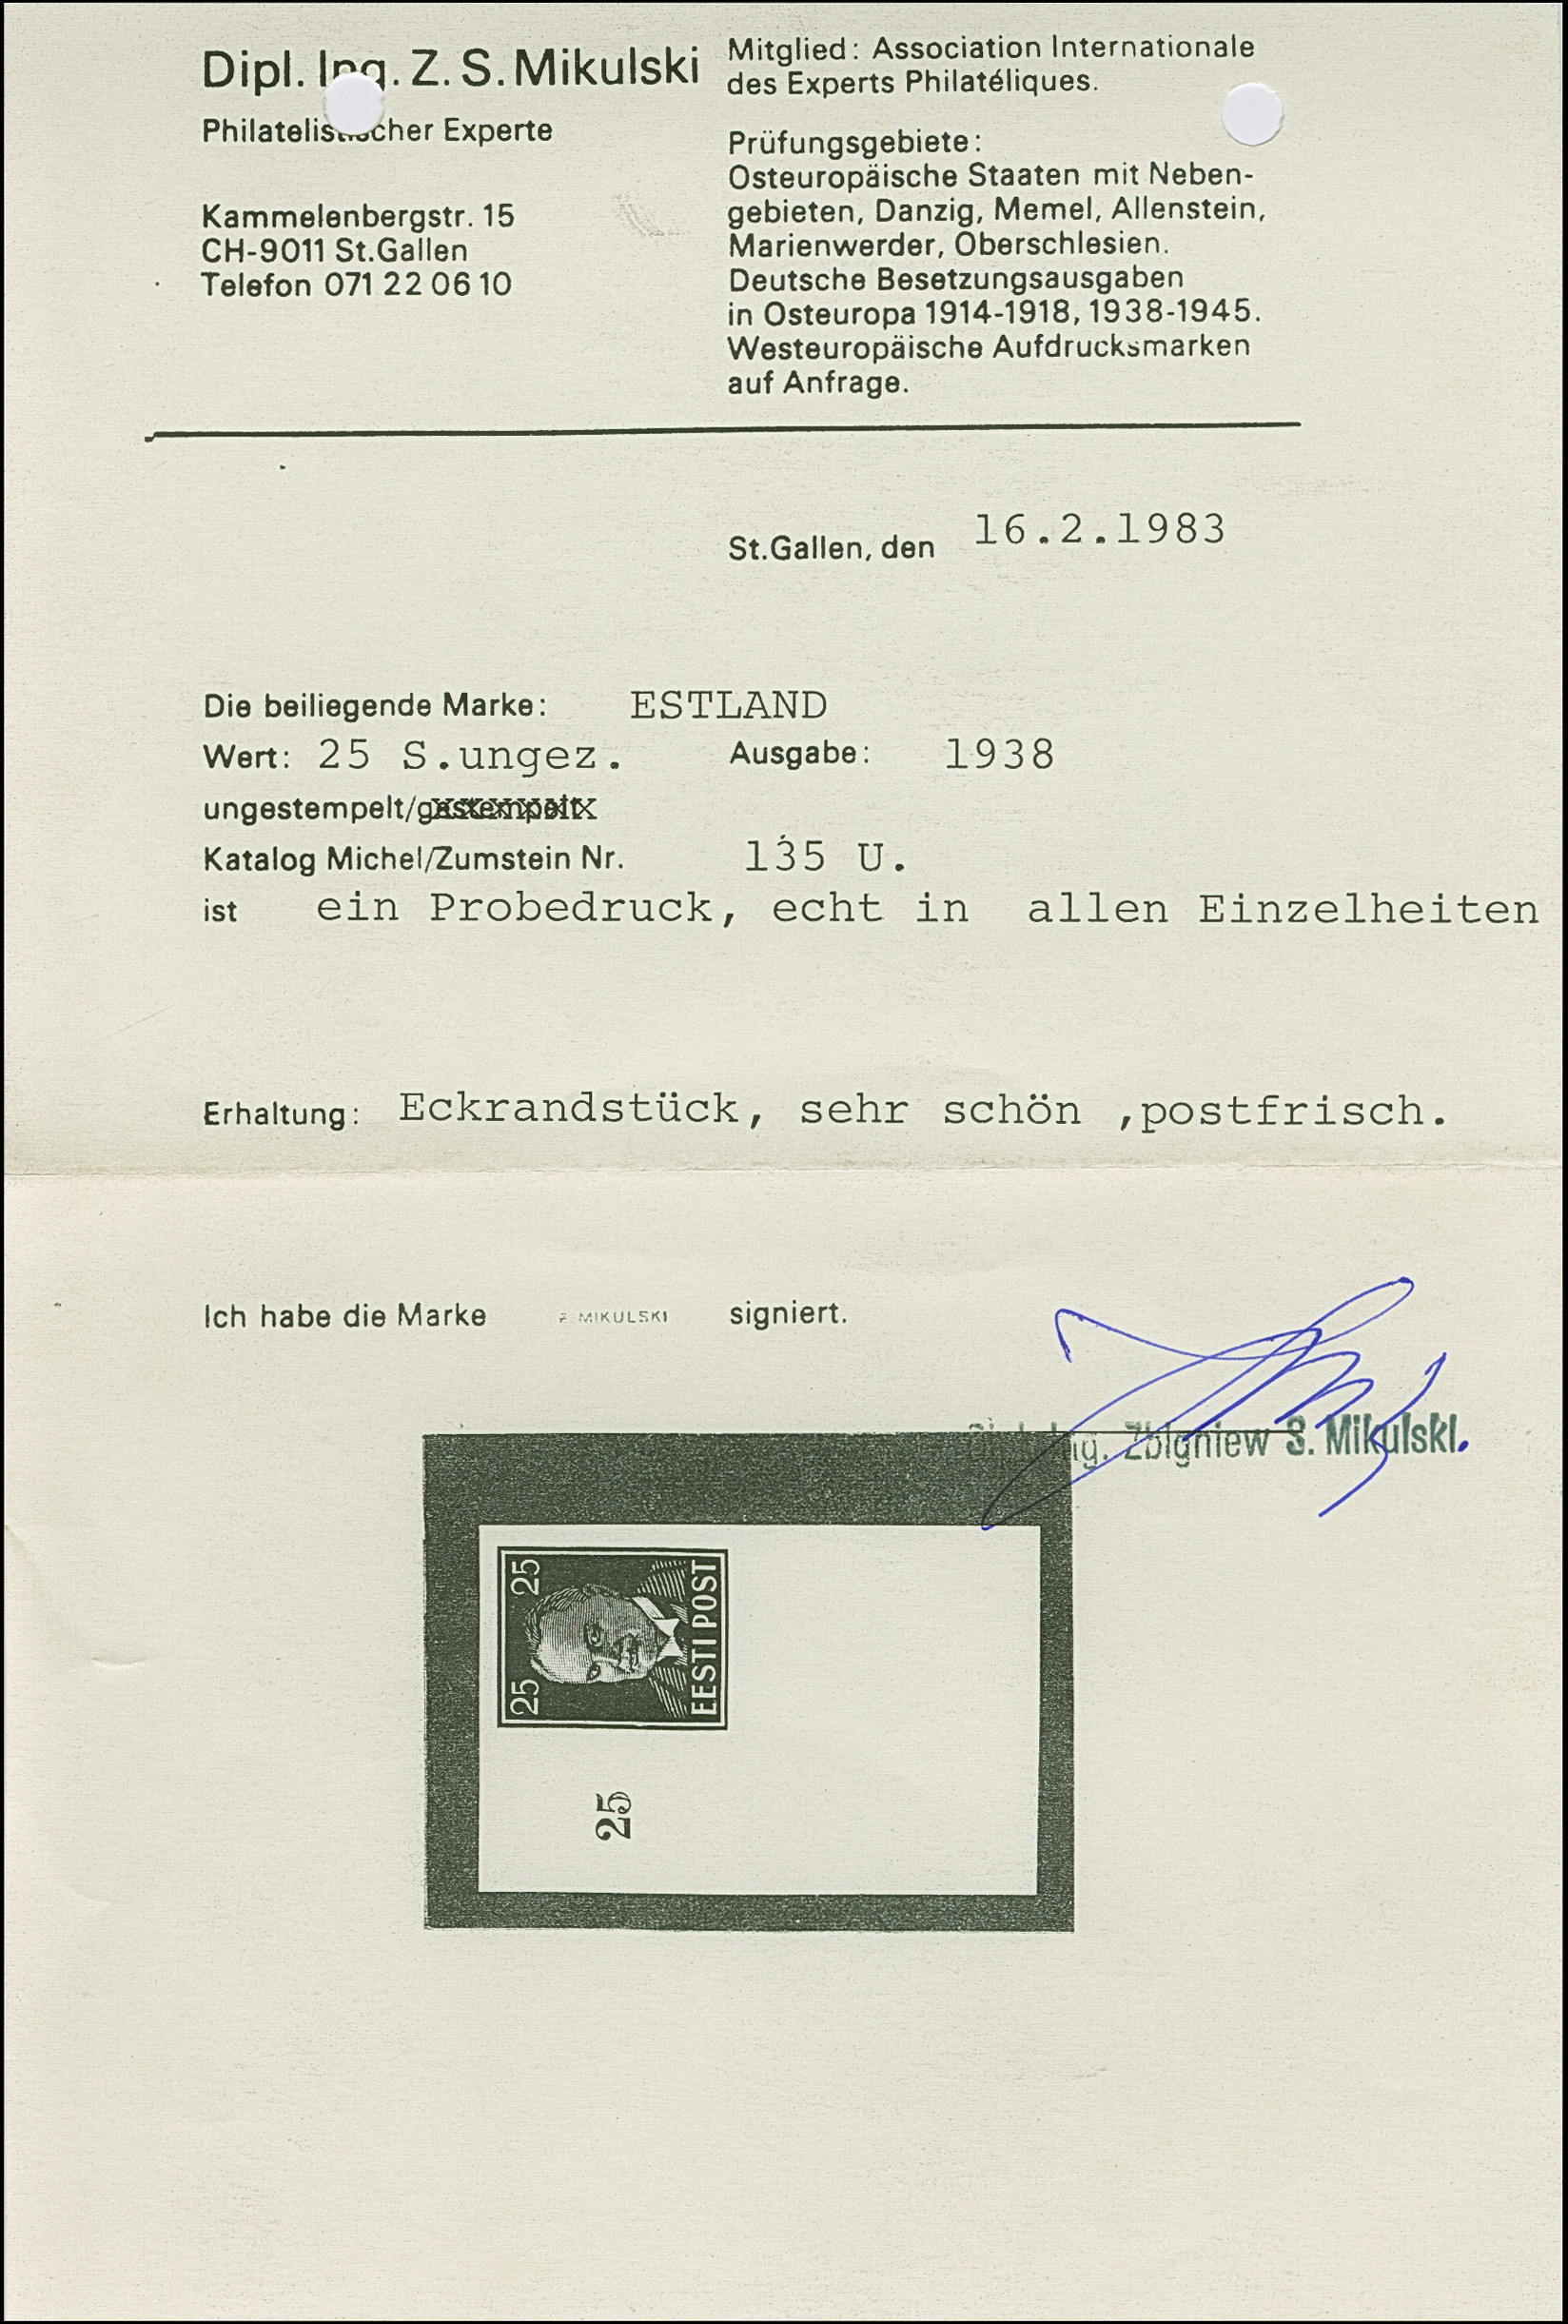 Dipl. Ing. Z. S. Mikulski
Philatelistischer Experte
Kammelenbergstr. 15
CH-9011 St.Gallen
Telefon 071 22 06 10
Mitglied: Association Internationale
des Experts Philatéliques.
Prüfungsgebiete:
Osteuropäische Staaten mit Neben-
gebieten, Danzig, Memel, Allenstein,
Marienwerder, Oberschlesien.
Deutsche Besetzungsausgaben
in Osteuropa 1914-1918, 1938-1945.
Westeuropäische Aufdrucksmarken
auf Anfrage.
St.Gallen, den 16.2.1983
Die beiliegende Marke: ESTLAND
Wert: 25 S.ungez. Ausgabe: 1938
ungestempelt/gestempelt
Katalog Michel/Zumstein Nr. 135 U.
ist ein Probedruck, echt in allen Einzelheiten
Erhaltung: Eckrandstück, sehr schön ,postfrisch.
Ich habe die Marke Z. MIKULSKI signiert.
Dipl. Ing. Zbigniew S. Mikulski.
25 25
EESTI POST
25